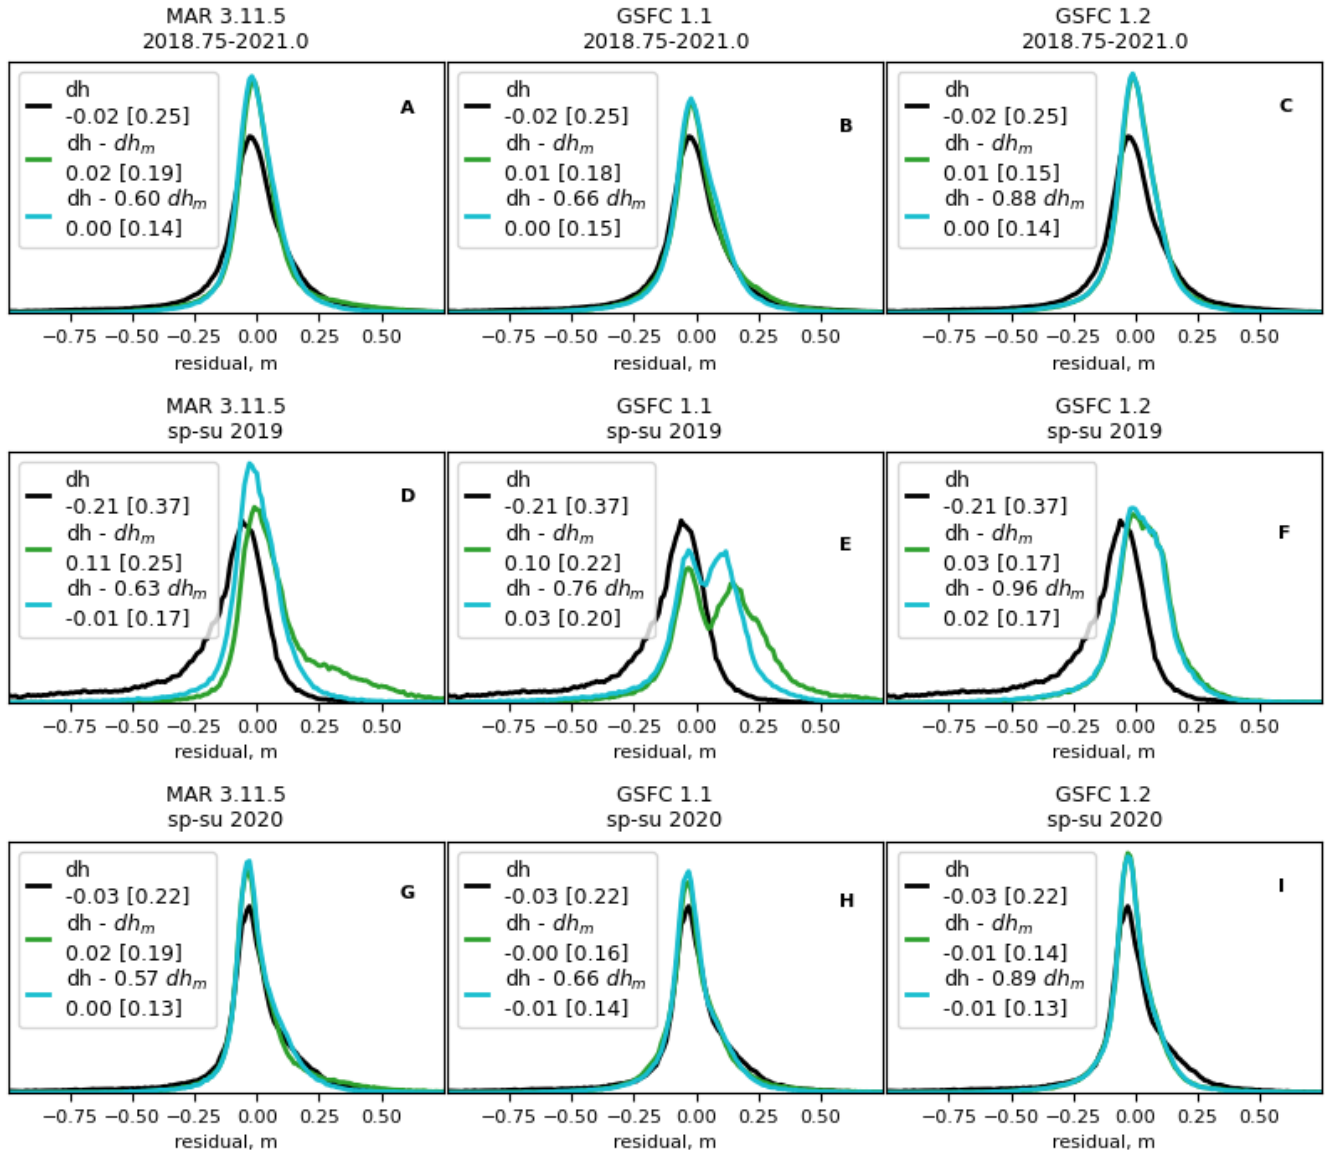 MAR 3.11.5
2018.75-2021.0
dh
-0.02 [0.25]
dh - dhm
0.02 [0.19]
dh - 0.60 dhm
0.00 [0.14]
A
−0.75 −0.50 −0.25 0.00 0.25 0.50
residual, m
GSFC 1.1
2018.75-2021.0
dh
-0.02 [0.25]
dh - dhm
0.01 [0.18]
dh - 0.66 dhm
0.00 [0.15]
B
−0.75 −0.50 −0.25 0.00 0.25 0.50
residual, m
GSFC 1.2
2018.75-2021.0
dh
-0.02 [0.25]
dh - dhm
0.01 [0.15]
dh - 0.88 dhm
0.00 [0.14]
C
−0.75 −0.50 −0.25 0.00 0.25 0.50
residual, m
MAR 3.11.5
sp-su 2019
dh
-0.21 [0.37]
dh - dhm
0.11 [0.25]
dh - 0.63 dhm
-0.01 [0.17]
D
−0.75 −0.50 −0.25 0.00 0.25 0.50
residual, m
GSFC 1.1
sp-su 2019
dh
-0.21 [0.37]
dh - dhm
0.10 [0.22]
dh - 0.76 dhm
0.03 [0.20]
E
−0.75 −0.50 −0.25 0.00 0.25 0.50
residual, m
GSFC 1.2
sp-su 2019
dh
-0.21 [0.37]
dh - dhm
0.03 [0.17]
dh - 0.96 dhm
0.02 [0.17]
F
−0.75 −0.50 −0.25 0.00 0.25 0.50
residual, m
MAR 3.11.5
sp-su 2020
dh
-0.03 [0.22]
dh - dhm
0.02 [0.19]
dh - 0.57 dhm
0.00 [0.13]
G
−0.75 −0.50 −0.25 0.00 0.25 0.50
residual, m
GSFC 1.1
sp-su 2020
dh
-0.03 [0.22]
dh - dhm
-0.00 [0.16]
dh - 0.66 dhm
-0.01 [0.14]
H
−0.75 −0.50 −0.25 0.00 0.25 0.50
residual, m
GSFC 1.2
sp-su 2020
dh
-0.03 [0.22]
dh - dhm
-0.01 [0.14]
dh - 0.89 dhm
-0.01 [0.13]
I
−0.75 −0.50 −0.25 0.00 0.25 0.50
residual, m